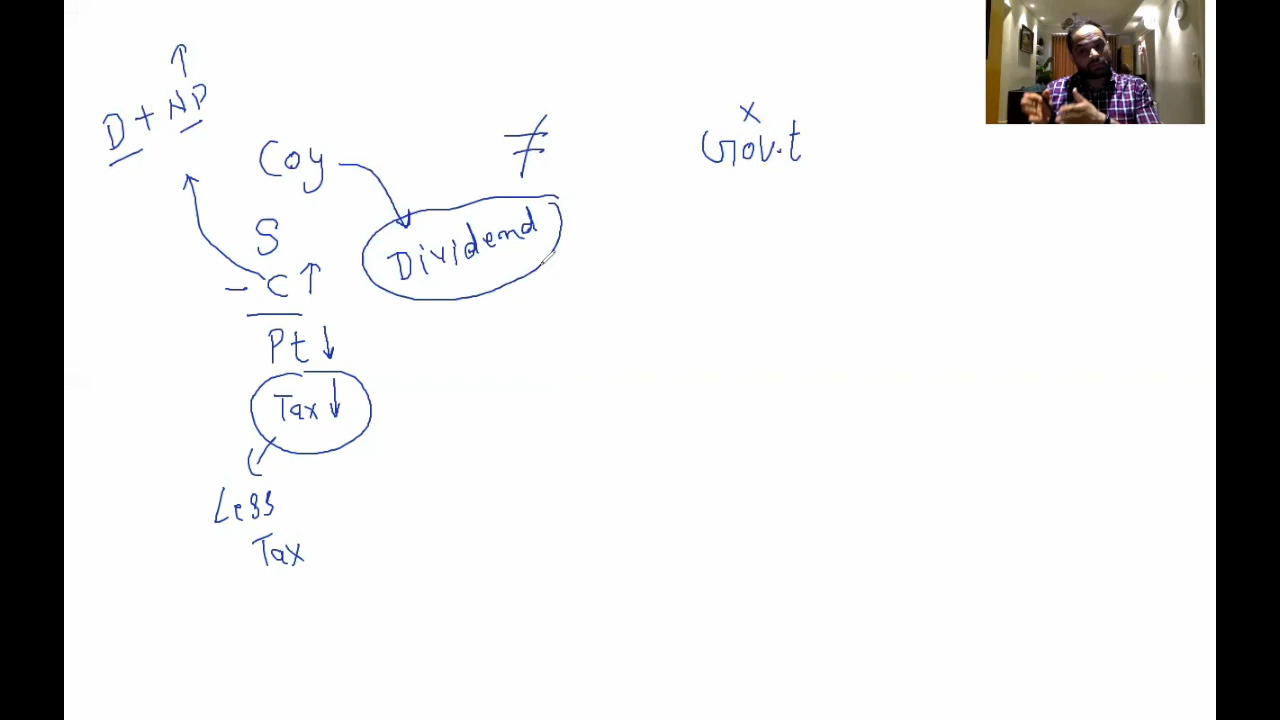 D + NP ↑
Coy
≠
x
Gov.t
Dividend
S
- C ↑
Pt ↓
Tax ↓
Less
Tax